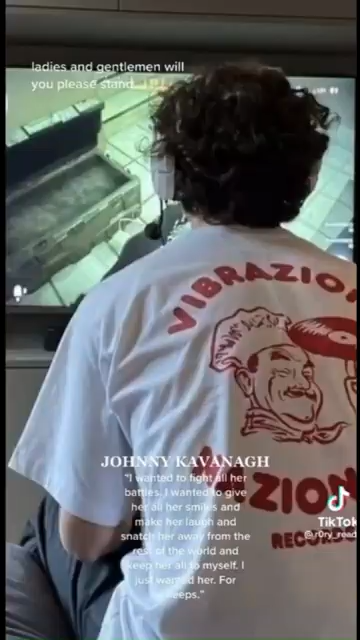 ladies and gentlemen will
you please stand
VIBRAZION
ZION
RECORDS
JOHNNY KAVANAGH
"I wanted to fight all her
battles. I wanted to give
her all her smiles and
make her laugh and
snatch her away from the
rest of the world and
keep her all to myself. I
just wanted her. For
keeps."
TikTok